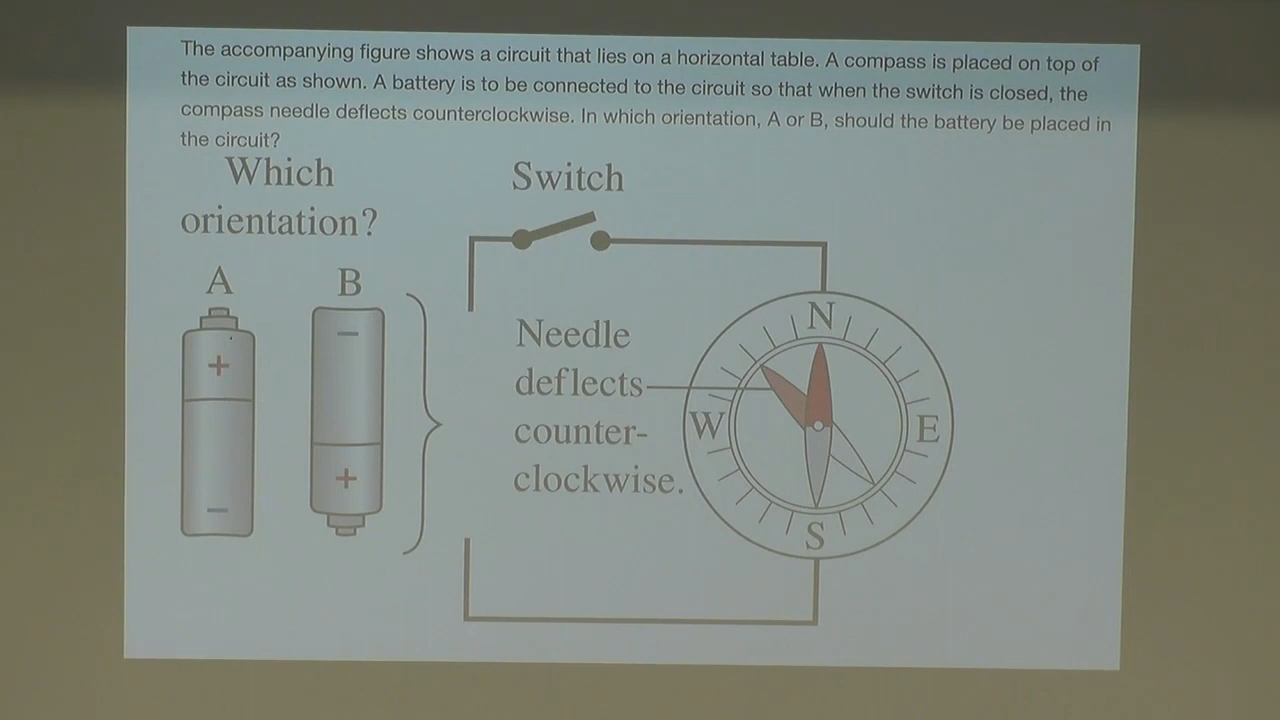 The accompanying figure shows a circuit that lies on a horizontal table. A compass is placed on top of
the circuit as shown. A battery is to be connected to the circuit so that when the switch is closed, the
compass needle deflects counterclockwise. In which orientation, A or B, should the battery be placed in
the circuit?
Which
orientation?
Switch
A
B
+
−
−
+
Needle
deflects
counter-
clockwise.
N
W
E
S